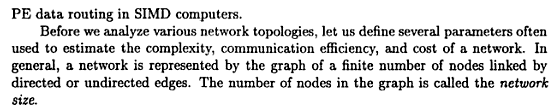 PE data routing in SIMD computers.
Before we analyze various network topologies, let us define several parameters often
used to estimate the complexity, communication efficiency, and cost of a network. In
general, a network is represented by the graph of a finite number of nodes linked by
directed or undirected edges. The number of nodes in the graph is called the network
size.